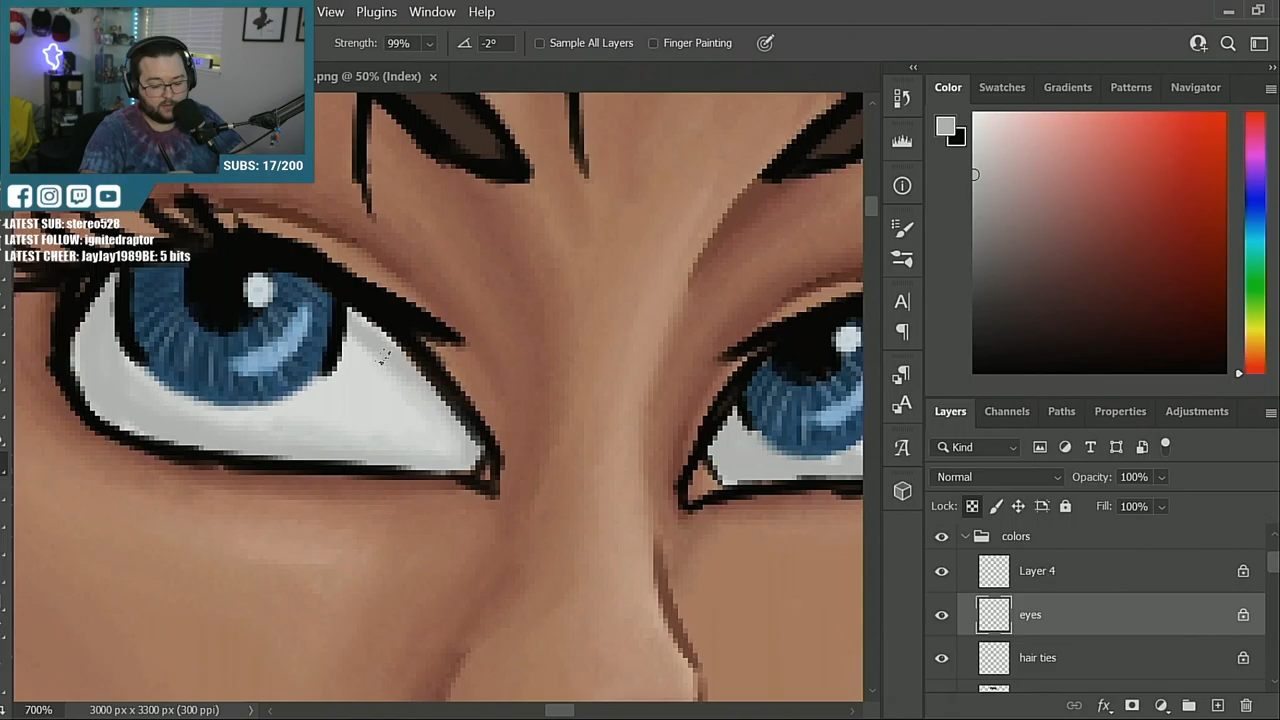 View Plugins Window Help
Strength: 99% -2° Sample All Layers Finger Painting
.png @ 50% (Index) ×
SUBS: 17/200
LATEST SUB: stereo528
LATEST FOLLOW: ignitedraptor
LATEST CHEER: JayJay1989BE: 5 bits
Color Swatches Gradients Patterns Navigator
Layers Channels Paths Properties Adjustments
Kind
Normal Opacity: 100%
Lock: Fill: 100%
colors
Layer 4
eyes
hair ties
700% 3000 px x 3300 px (300 ppi)